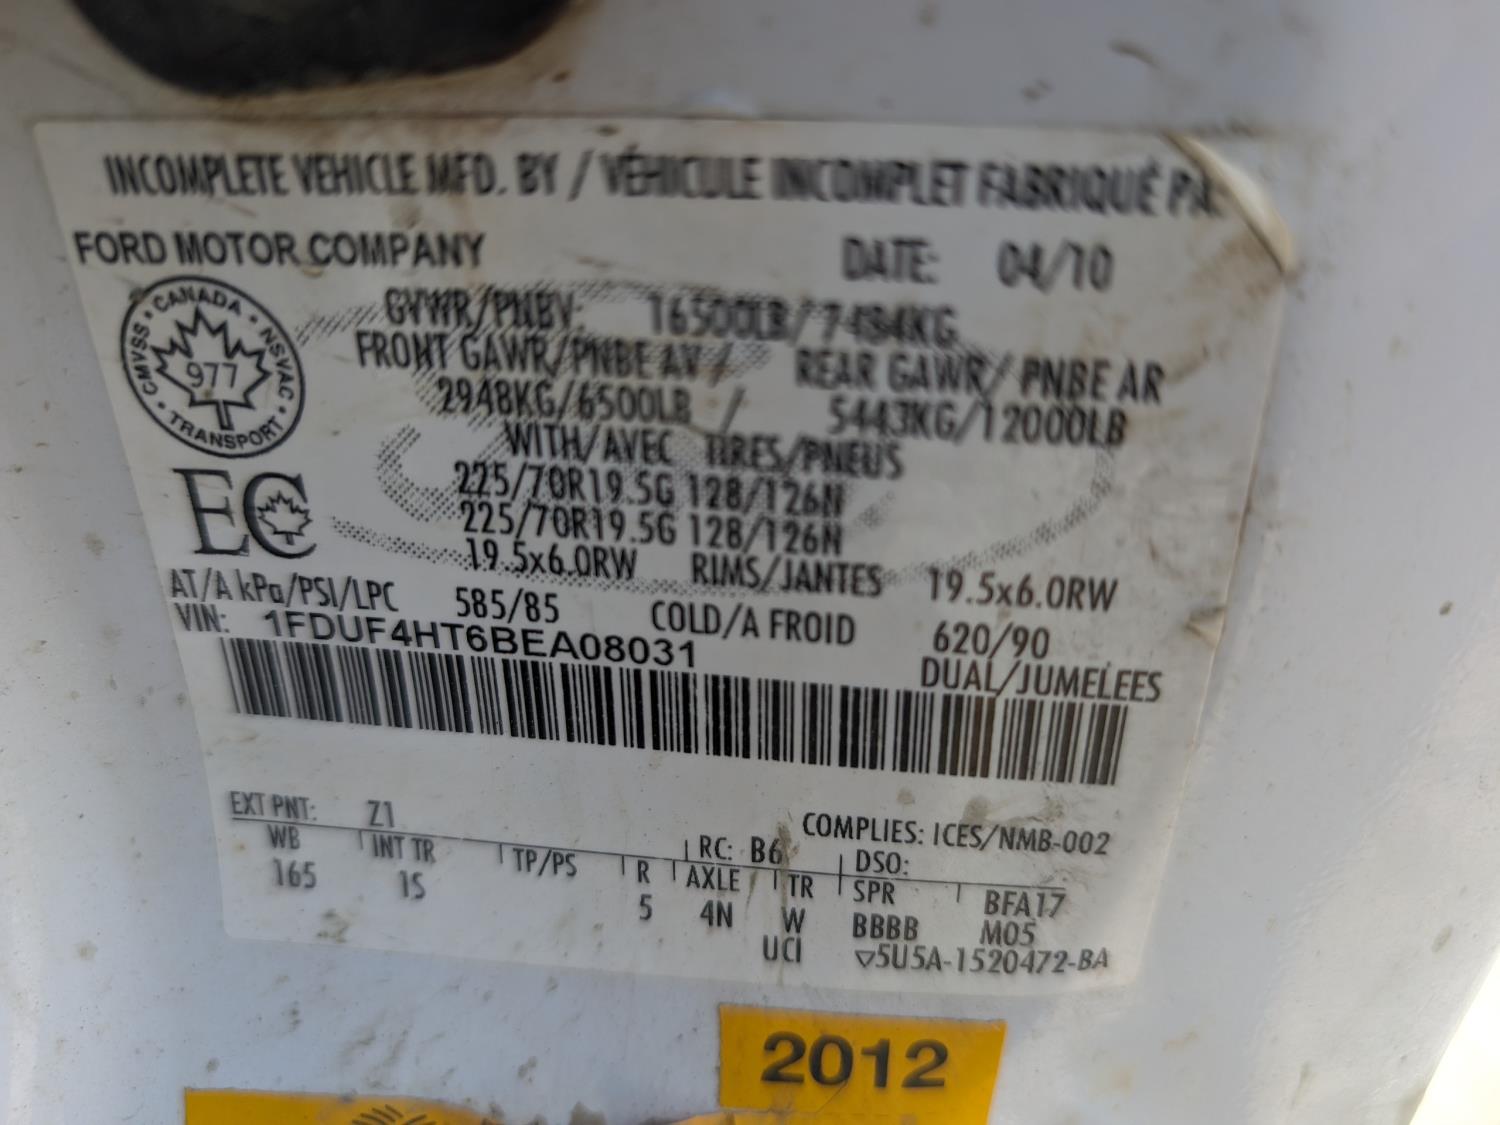 INCOMPLETE VEHICLE MFD. BY / VÉHICULE INCOMPLET FABRIQUÉ PA
FORD MOTOR COMPANY DATE: 04/10
GVWR/PNBV: 16500LB/7484KG
FRONT GAWR/PNBE AV / REAR GAWR/ PNBE AR
2948KG/6500LB / 5443KG/12000LB
WITH/AVEC TIRES/PNEUS
225/70R19.5G 128/126N
225/70R19.5G 128/126N
19.5x6.0RW RIMS/JANTES 19.5x6.0RW
AT/A kPa/PSI/LPC 585/85 COLD/A FROID 620/90
VIN: 1FDUF4HT6BEA08031 DUAL/JUMELÉES
CMVSS · CANADA · NSVAC · TRANSPORT ·
977
EC
EXT PNT: Z1 COMPLIES: ICES/NMB-002
RC: B6 DSO:
WB INT TR TP/PS R AXLE TR SPR BFA17
165 1S 5 4N W BBBB M05
UCI ▽5U5A-1520472-BA
2012